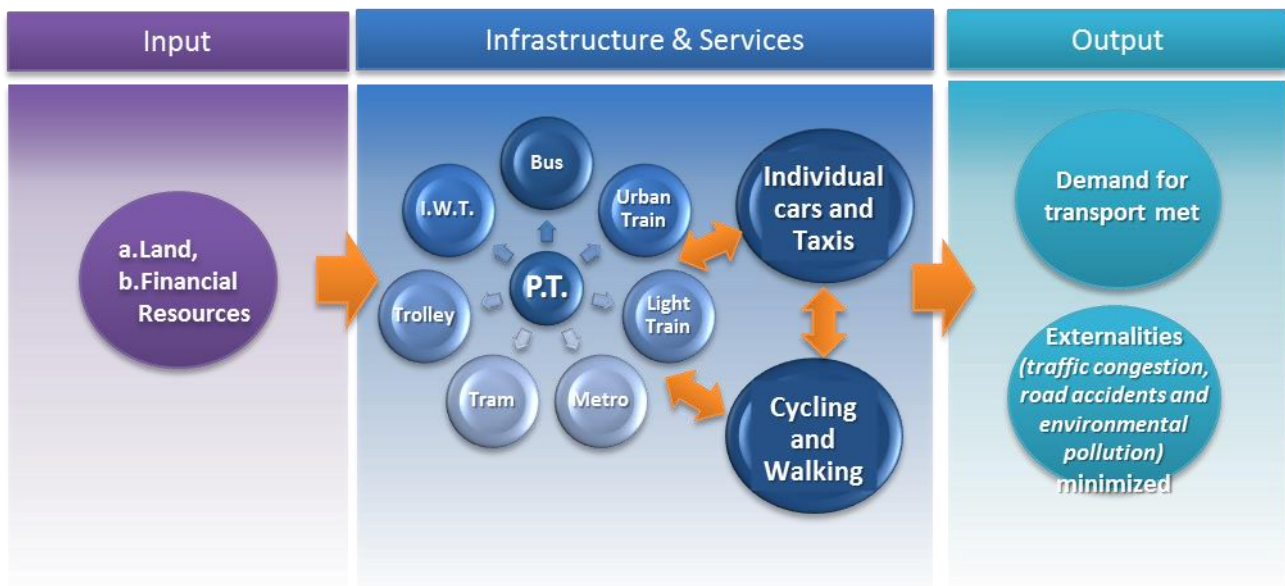 Input
Infrastructure & Services
Output
a.Land,
b.Financial
Resources
Bus
I.W.T.
Urban
Train
P.T.
Trolley
Light
Train
Tram
Metro
Individual
cars and
Taxis
Cycling
and
Walking
Demand for
transport met
Externalities
(traffic congestion,
road accidents and
environmental
pollution)
minimized